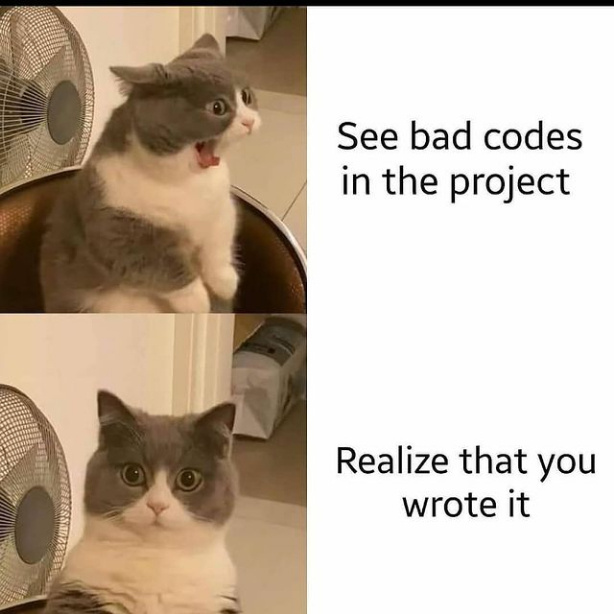 See bad codes
in the project
Realize that you
wrote it